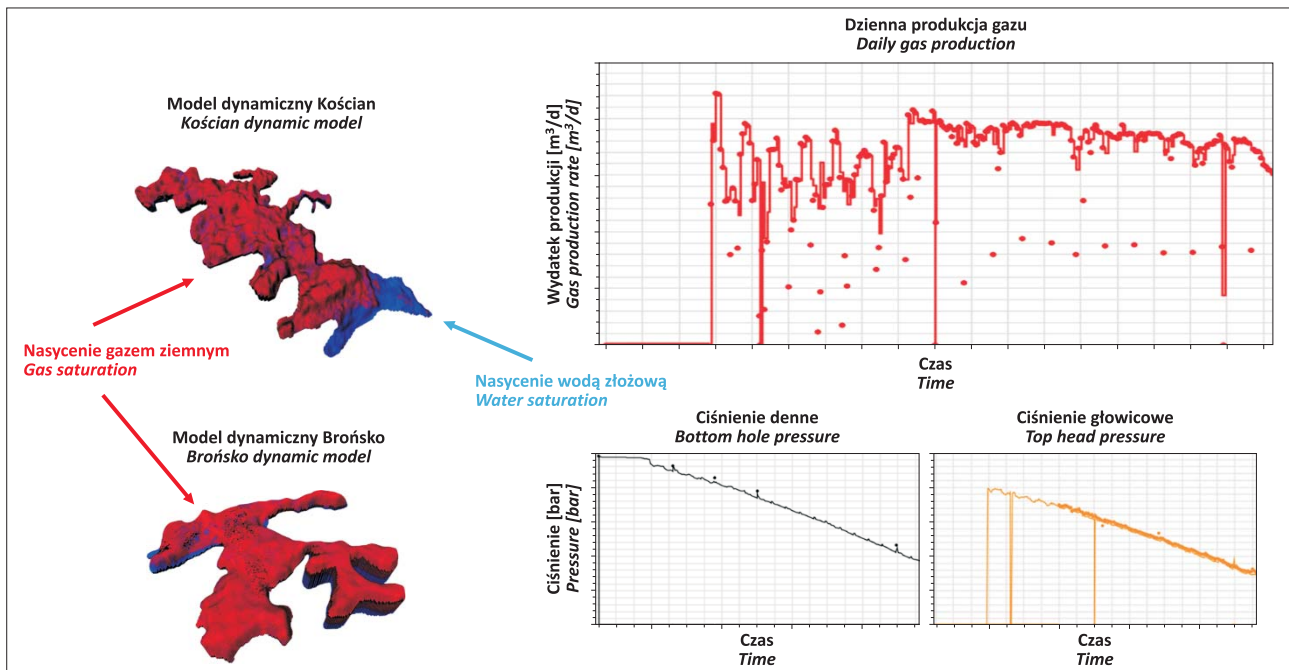 Model dynamiczny Kościan
Kościan dynamic model
Nasycenie gazem ziemnym
Gas saturation
Nasycenie wodą złożową
Water saturation
Model dynamiczny Brońsko
Brońsko dynamic model
Dzienna produkcja gazu
Daily gas production
Wydatek produkcji [m³/d]
Gas production rate [m³/d]
Czas
Time
Ciśnienie denne
Bottom hole pressure
Ciśnienie [bar]
Pressure [bar]
Czas
Time
Ciśnienie głowicowe
Top head pressure
Czas
Time